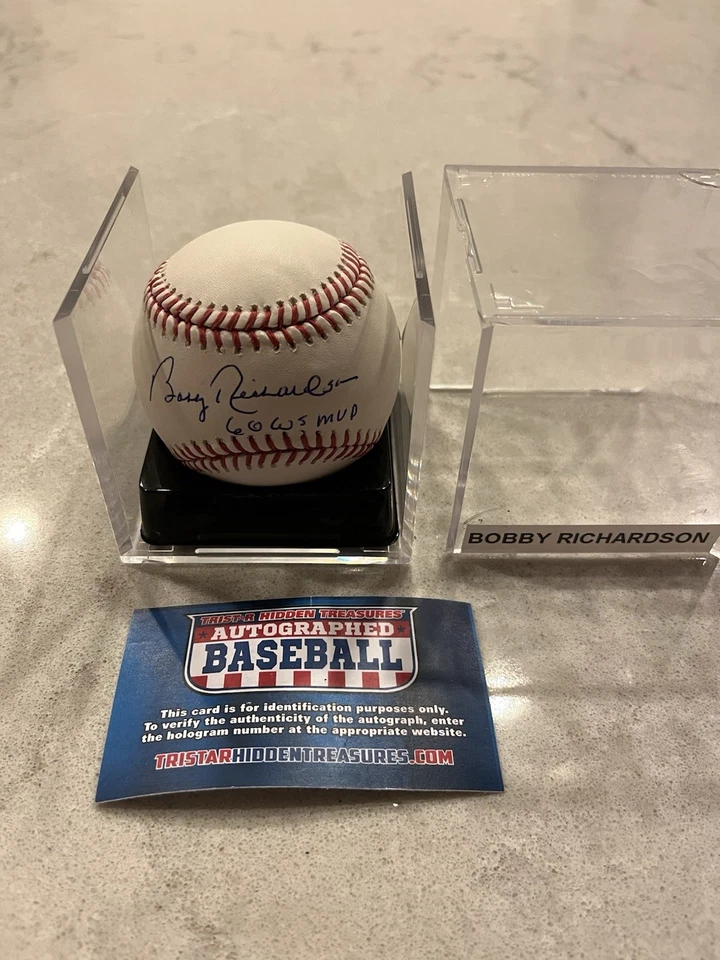 Bobby Richardson
60 WS MVP
BOBBY RICHARDSON
TRISTAR HIDDEN TREASURES
AUTOGRAPHED
BASEBALL
This card is for identification purposes only.
To verify the authenticity of the autograph, enter
the hologram number at the appropriate website.
TRISTARHIDDENTREASURES.COM